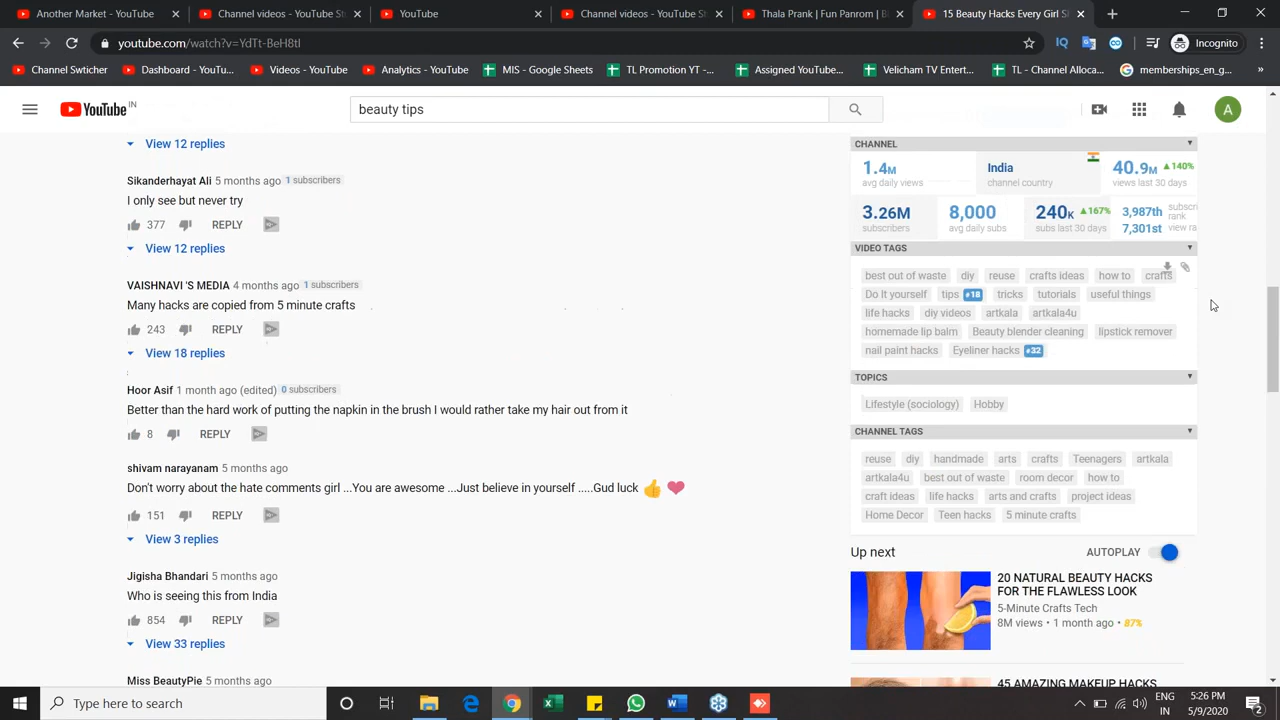 Another - YouTube
Channel videos - YouTube St
YouTube
Channel videos - YouTube St
Thala Prank | Fun Panrom | B
15 Beauty Hacks Every Girl S
youtube.com/watch?v=YdTt-BeH8tI
Incognito
Channel Swticher
Dashboard - YouTu...
Videos - YouTube
Analytics - YouTube
MIS - Google Sheets
TL Promotion YT -...
Assigned YouTube...
Velicham TV Entert...
TL - Channel Alloca...
memberships_en_g...
YouTube IN
beauty tips
A
View 12 replies
Sikanderhayat Ali 5 months ago 1 subscribers
I only see but never try
377 REPLY
View 12 replies
VAISHNAVI 'S MEDIA 4 months ago 1 subscribers
Many hacks are copied from 5 minute crafts
243 REPLY
View 18 replies
Hoor Asif 1 month ago (edited) 0 subscribers
Better than the hard work of putting the napkin in the brush I would rather take my hair out from it
8 REPLY
shivam narayanam 5 months ago
Don't worry about the hate comments girl ...You are awesome ...Just believe in yourself .....Gud luck 👍 ❤
151 REPLY
View 3 replies
Jigisha Bhandari 5 months ago
Who is seeing this from India
854 REPLY
View 33 replies
Miss BeautyPie 5 months ago
CHANNEL
1.4M India 40.9M 140%
avg daily views channel country views last 30 days
3.26M 8,000 240K 167% 3,987th subscri rank
subscribers avg daily subs subs last 30 days 7,301st view ra
VIDEO TAGS
best out of waste diy reuse crafts ideas how to crafts
Do It yourself tips #18 tricks tutorials useful things
life hacks diy videos artkala artkala4u
homemade lip balm Beauty blender cleaning lipstick remover
nail paint hacks Eyeliner hacks #32
TOPICS
Lifestyle (sociology) Hobby
CHANNEL TAGS
reuse diy handmade arts crafts Teenagers artkala
artkala4u best out of waste room decor how to
craft ideas life hacks arts and crafts project ideas
Home Decor Teen hacks 5 minute crafts
Up next AUTOPLAY
20 NATURAL BEAUTY HACKS
FOR THE FLAWLESS LOOK
5-Minute Crafts Tech
8M views • 1 month ago • 87%
45 AMAZING MAKEUP HACKS
Type here to search
ENG
IN
5:26 PM
5/9/2020
2